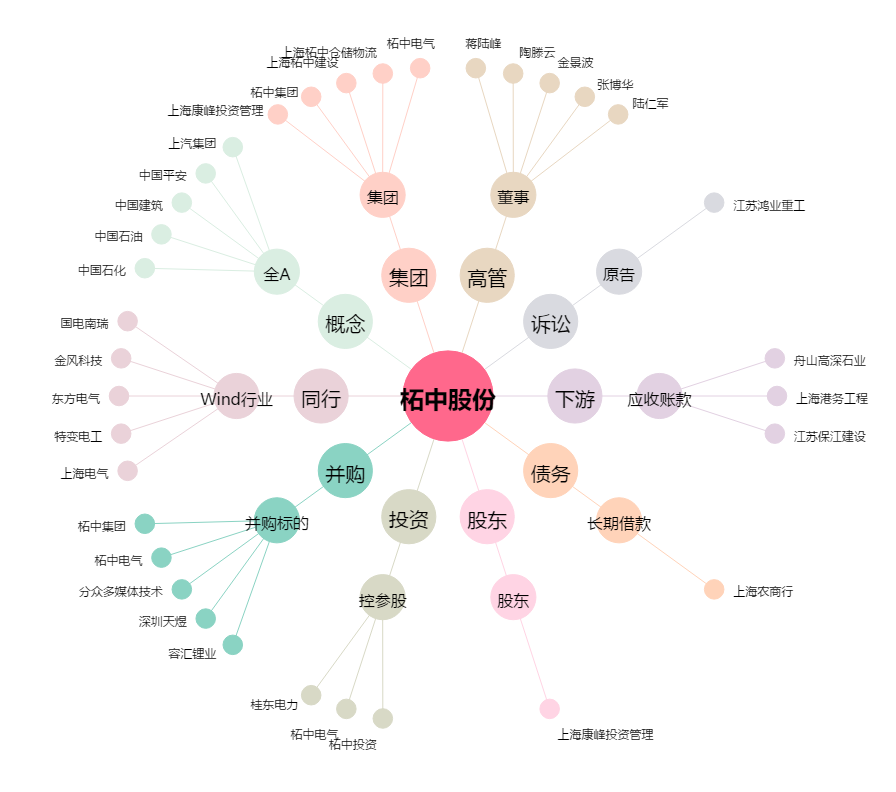 柘中电气
蒋陆峰
上海柘中仓储物流
陶滕云
上海柘中建设
金景波
柘中集团
张博华
上海康峰投资管理
陆仁军
上汽集团
中国平安
集团
董事
中国建筑
江苏鸿业重工
中国石油
中国石化
全A
集团
高管
原告
概念
诉讼
国电南瑞
金风科技
舟山高深石业
东方电气
Wind行业
同行
柘中股份
下游
应收账款
上海港务工程
特变电工
江苏保江建设
上海电气
并购
债务
柘中集团
并购标的
投资
股东
长期借款
柘中电气
分众多媒体技术
控参股
股东
上海农商行
深圳天煜
容汇锂业
桂东电力
柘中电气
柘中投资
上海康峰投资管理